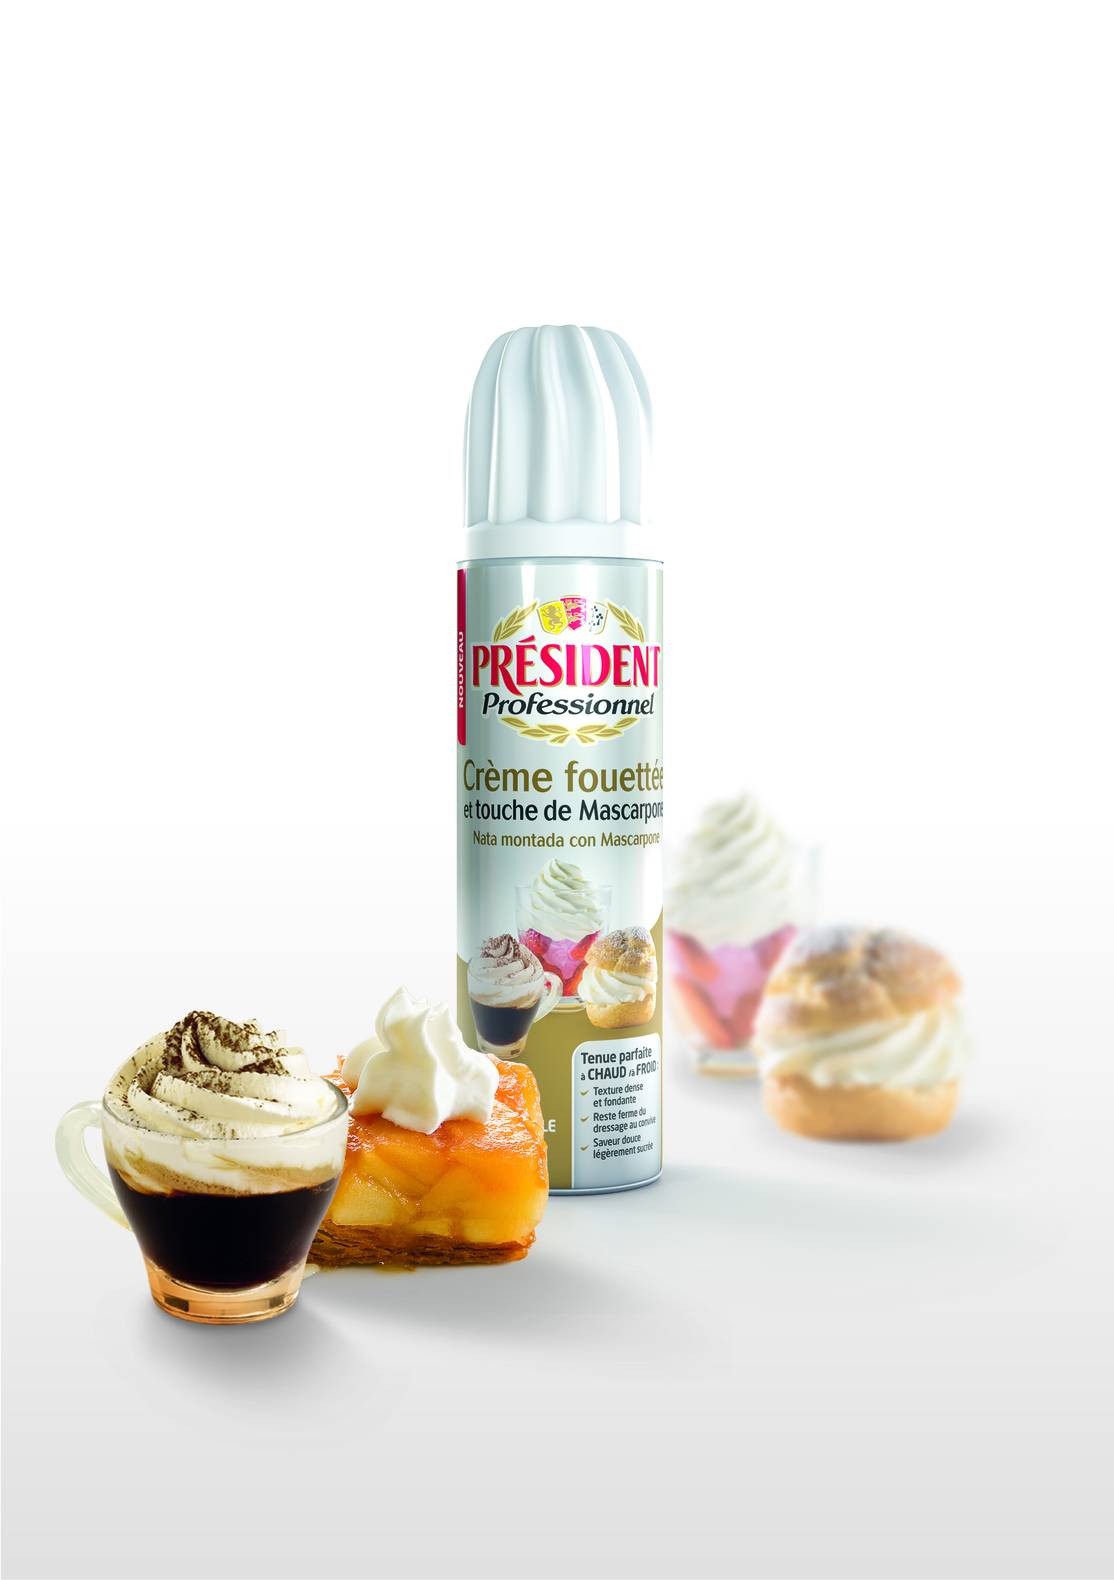 NOUVEAU
PRÉSIDENT
Professionnel
Crème fouettée
et touche de Mascarpone
Nata montada con Mascarpone
Tenue parfaite
à CHAUD /à FROID :
Texture dense
et fondante
Reste ferme du
dressage au convive
Saveur douce
légèrement sucrée